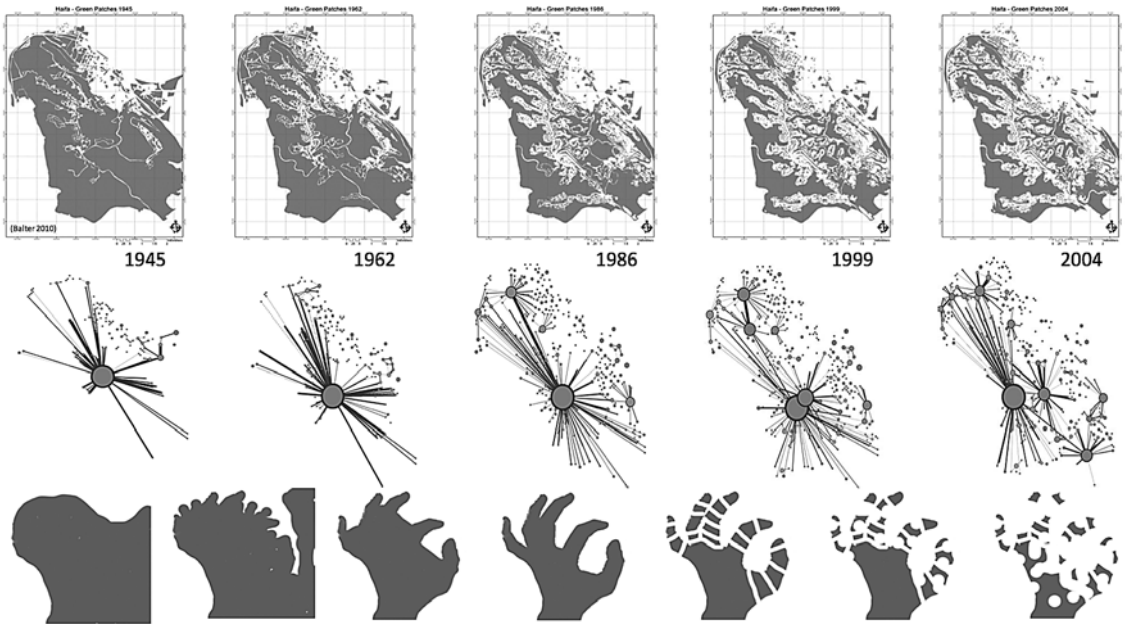 Haifa - Green Patches 1945
Haifa - Green Patches 1962
Haifa - Green Patches 1986
Haifa - Green Patches 1999
Haifa - Green Patches 2004
(Balter 2010)
1945
1962
1986
1999
2004